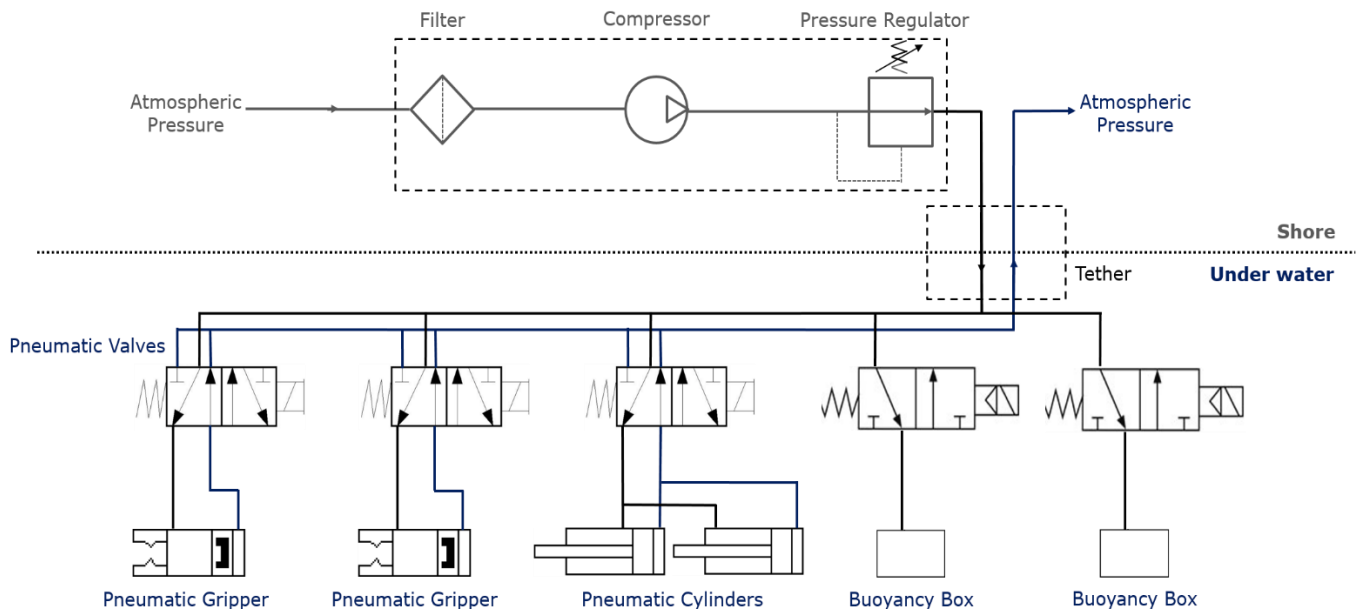 Filter
Compressor
Pressure Regulator
Atmospheric
Pressure
Atmospheric
Pressure
Shore
Tether
Under water
Pneumatic Valves
Pneumatic Gripper
Pneumatic Gripper
Pneumatic Cylinders
Buoyancy Box
Buoyancy Box